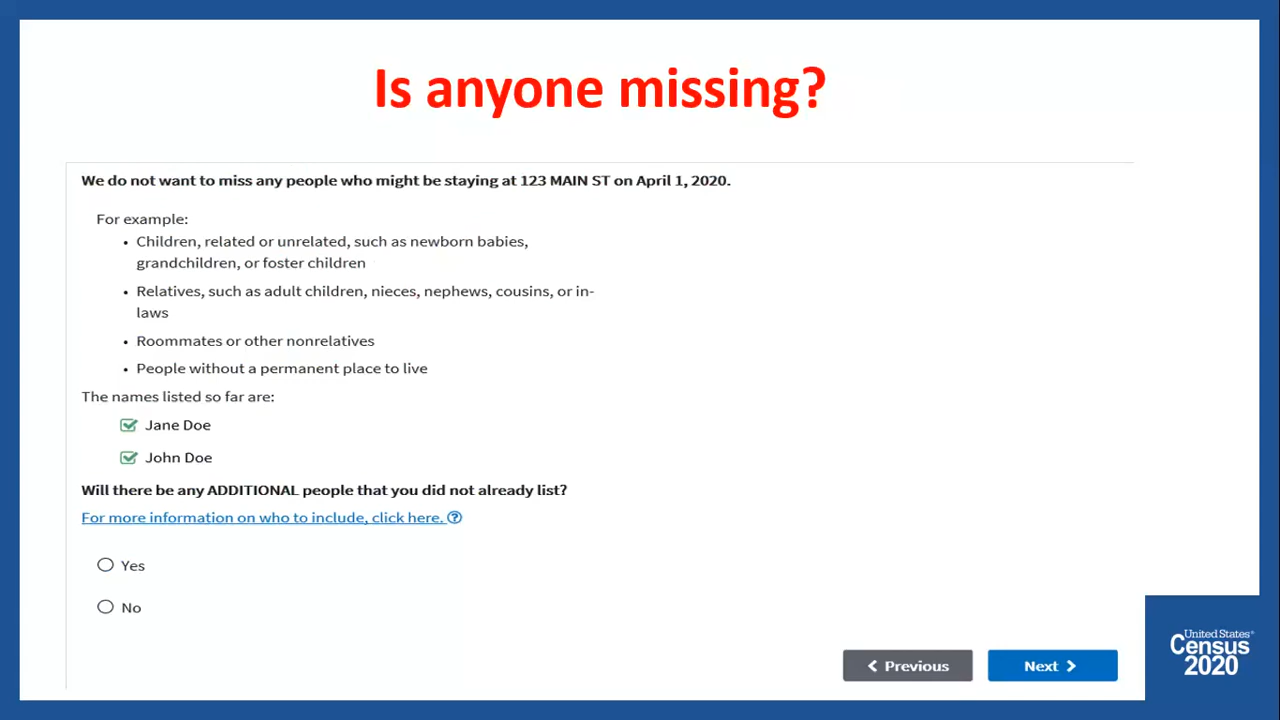 Is anyone missing?
We do not want to miss any people who might be staying at 123 MAIN ST on April 1, 2020.
For example:
• Children, related or unrelated, such as newborn babies,
grandchildren, or foster children
• Relatives, such as adult children, nieces, nephews, cousins, or in-
laws
• Roommates or other nonrelatives
• People without a permanent place to live
The names listed so far are:
Jane Doe
John Doe
Will there be any ADDITIONAL people that you did not already list?
For more information on who to include, click here.
Yes
No
Previous
Next
United States®
Census
2020